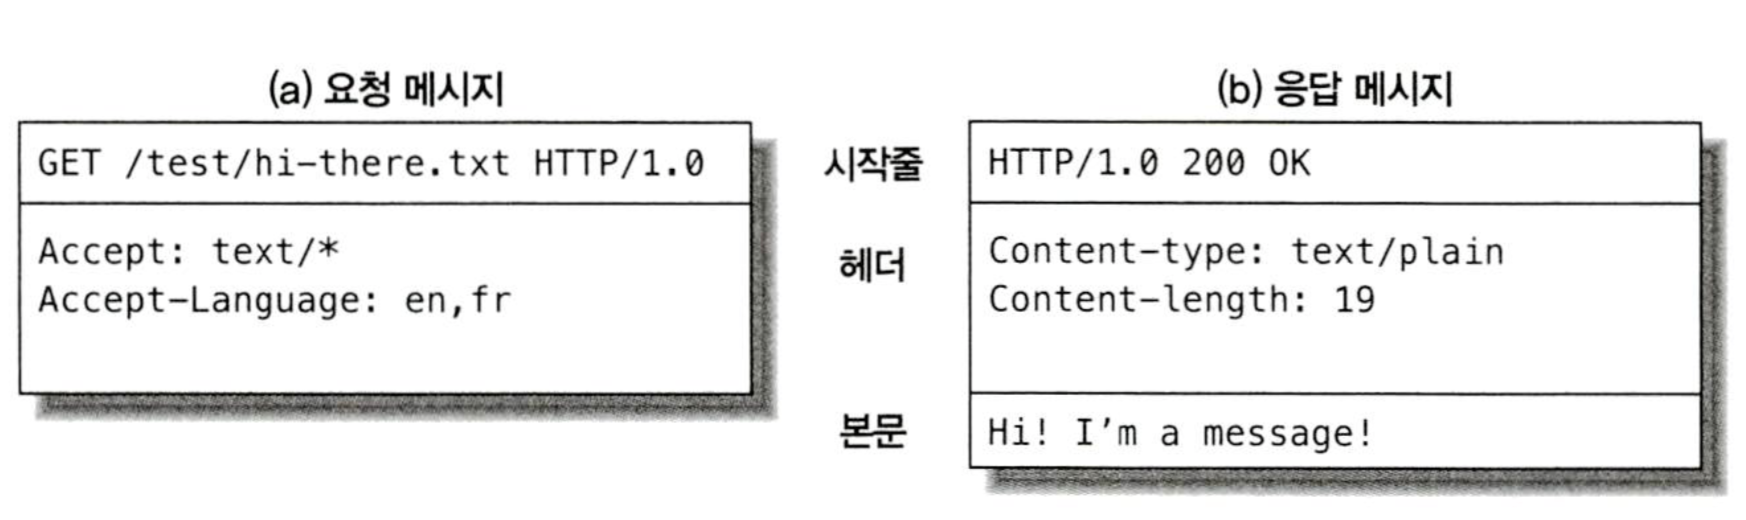 (a) 요청 메시지
GET /test/hi-there.txt HTTP/1.0
Accept: text/*
Accept-Language: en,fr
시작줄
헤더
본문
(b) 응답 메시지
HTTP/1.0 200 OK
Content-type: text/plain
Content-length: 19
Hi! I’m a message!